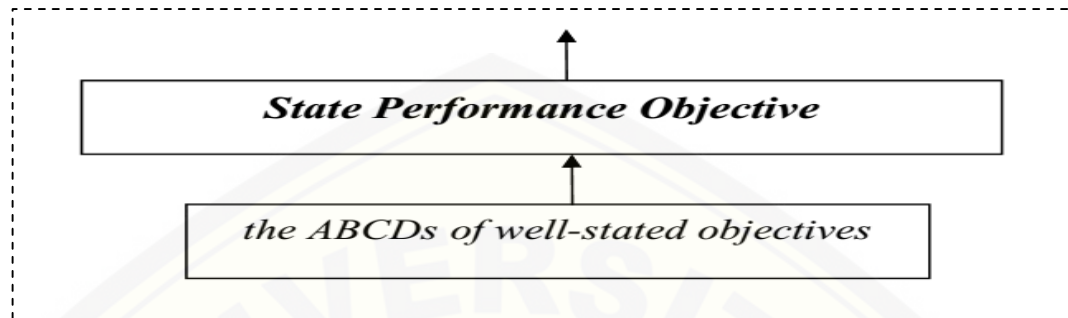 State Performance Objective
the ABCDs of well-stated objectives